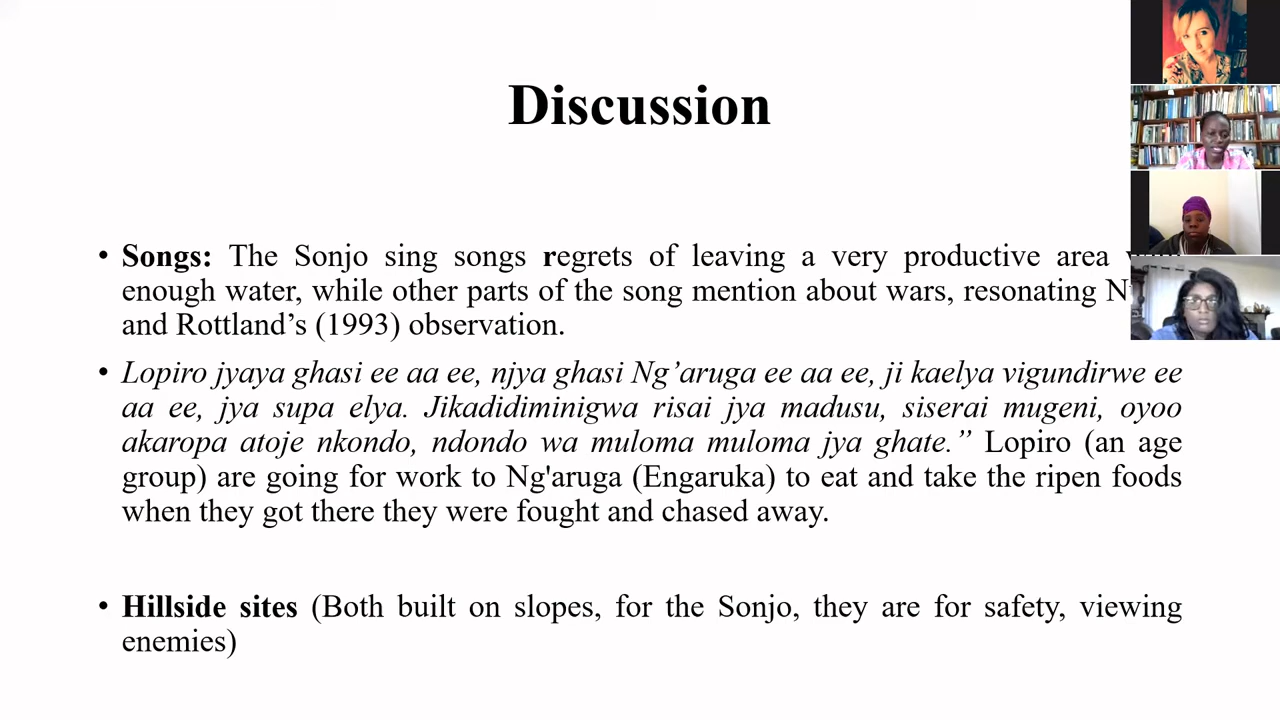 Discussion
• Songs: The Sonjo sing songs regrets of leaving a very productive area
enough water, while other parts of the song mention about wars, resonating
and Rottland’s (1993) observation.
• Lopiro jyaya ghasi ee aa ee, njya ghasi Ng’aruga ee aa ee, ji kaelya vigundirwe ee
aa ee, jya supa elya. Jikadidiminigwa risai jya madusu, siserai mugeni, oyoo
akaropa atoje nkondo, ndondo wa muloma muloma jya ghate.” Lopiro (an age
group) are going for work to Ng'aruga (Engaruka) to eat and take the ripen foods
when they got there they were fought and chased away.
• Hillside sites (Both built on slopes, for the Sonjo, they are for safety, viewing
enemies)